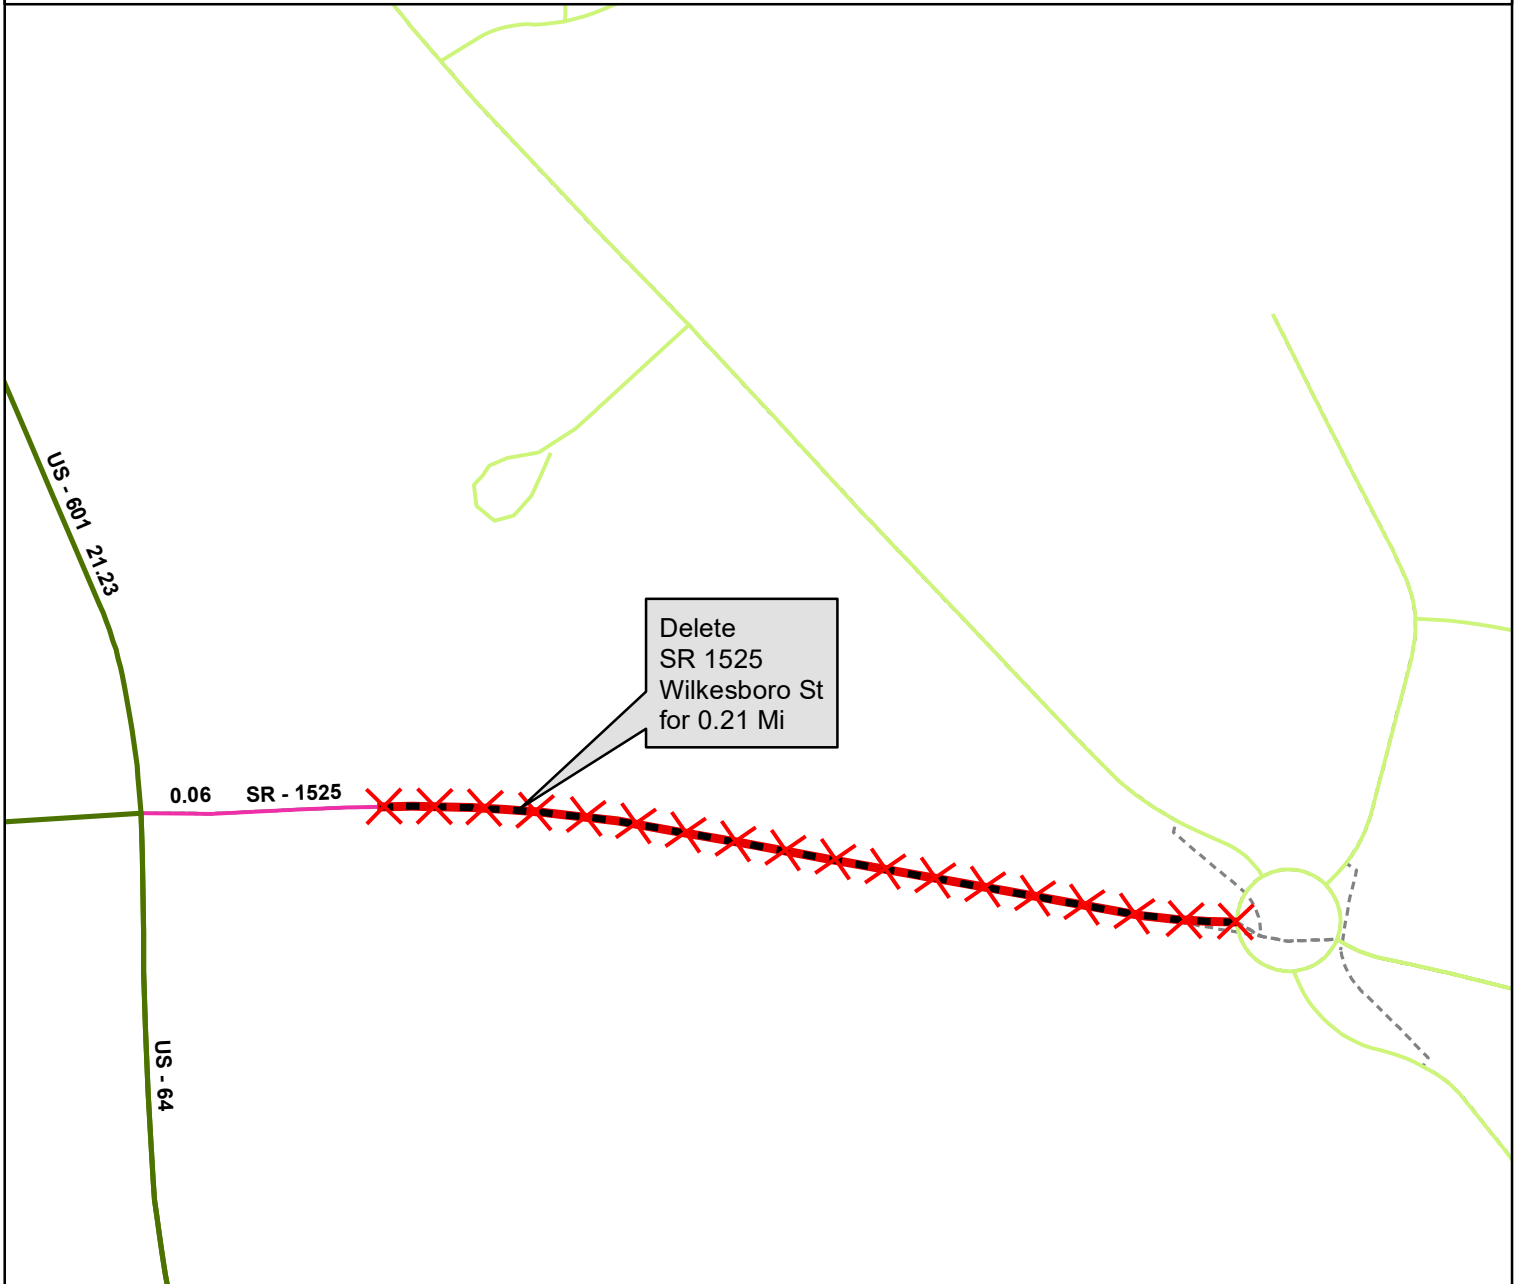 US - 601 21.23
Delete
SR 1525
Wilkesboro St
for 0.21 Mi
0.06 SR - 1525
US - 64